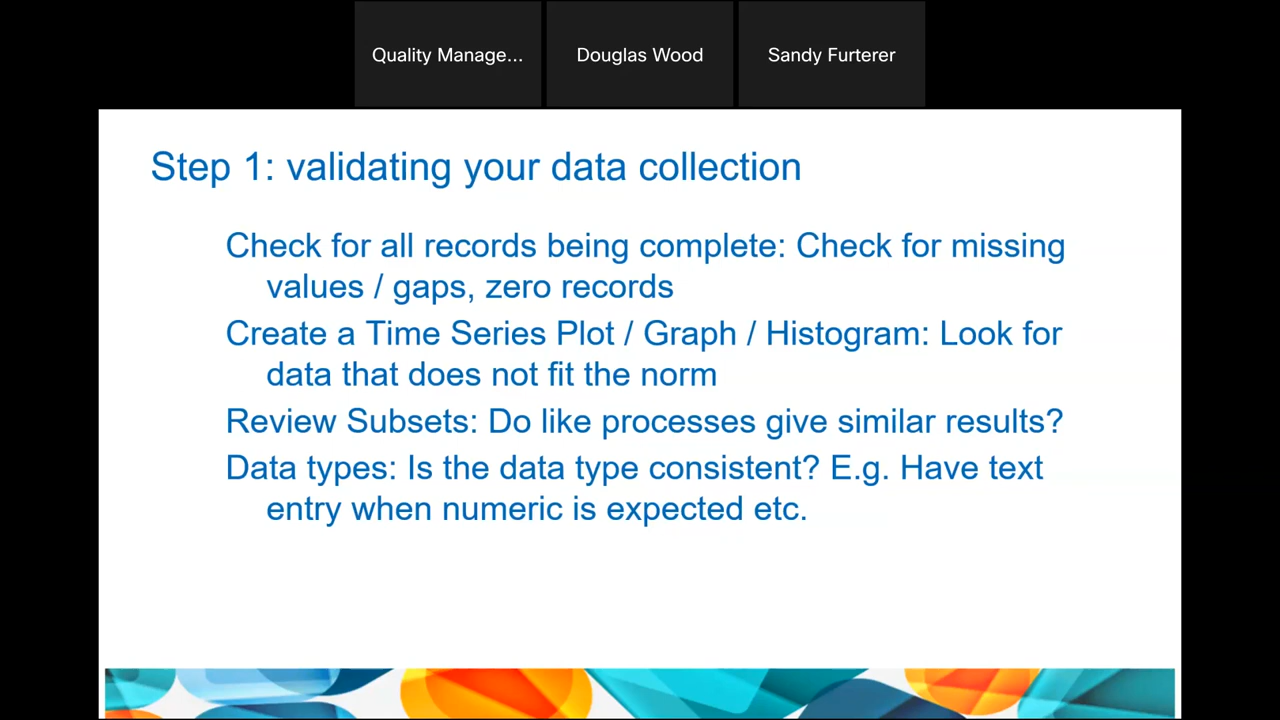 Quality Manage...
Douglas Wood
Sandy Furterer
Step 1: validating your data collection
Check for all records being complete: Check for missing
values / gaps, zero records
Create a Time Series Plot / Graph / Histogram: Look for
data that does not fit the norm
Review Subsets: Do like processes give similar results?
Data types: Is the data type consistent? E.g. Have text
entry when numeric is expected etc.